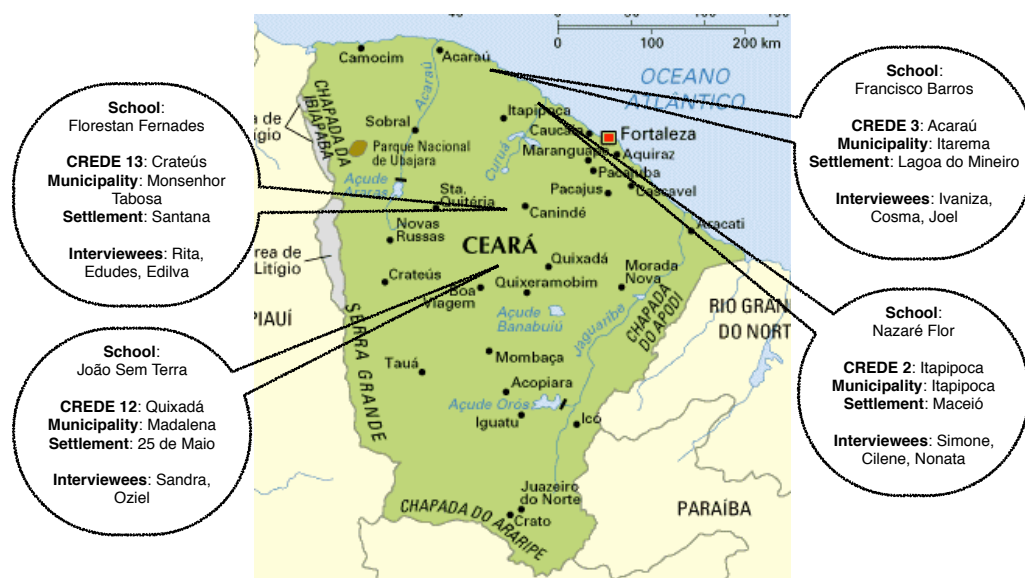 School:
Florestan Fernades
CREDE 13: Crateús
Municipality: Monsenhor
Tabosa
Settlement: Santana
Interviewees: Rita,
Edudes, Edilva
School:
João Sem Terra
CREDE 12: Quixadá
Municipality: Madalena
Settlement: 25 de Maio
Interviewees: Sandra,
Oziel
School:
Francisco Barros
CREDE 3: Acaraú
Municipality: Itarema
Settlement: Lagoa do Mineiro
Interviewees: Ivaniza,
Cosma, Joel
School:
Nazaré Flor
CREDE 2: Itapipoca
Municipality: Itapipoca
Settlement: Maceió
Interviewees: Simone,
Cilene, Nonata
0 50 100
0 100 200 km
OCEANO
ATLÂNTICO
Camocim
Acaraú
Acaraú
CHAPADA DA
IBIAPABA
Itapipoca
Sobral
Caucaia
Fortaleza
Parque Nacional
de Ubajara
Curuá
Maranguape
Aquiraz
Pacatuba
Açude
Araras
Sta.
Quitéria
Pacajus
Cascavel
Canindé
Aracati
Novas
Russas
CEARÁ
Litígio
Quixadá
Crateús
Boa
Viagem
Quixeramobim
Morada
Nova
PIAUÍ
SERRA GRANDE
Açude
Banabuiú
Jaguaribe
CHAPADA
DO APODI
RIO GRAN
DO NORT
Tauá
Mombaça
Acopiara
Açude Orós
Iguatu
Icó
Juazeiro
do Norte
Crato
CHAPADA DO ARARIPE
PARAÍBA